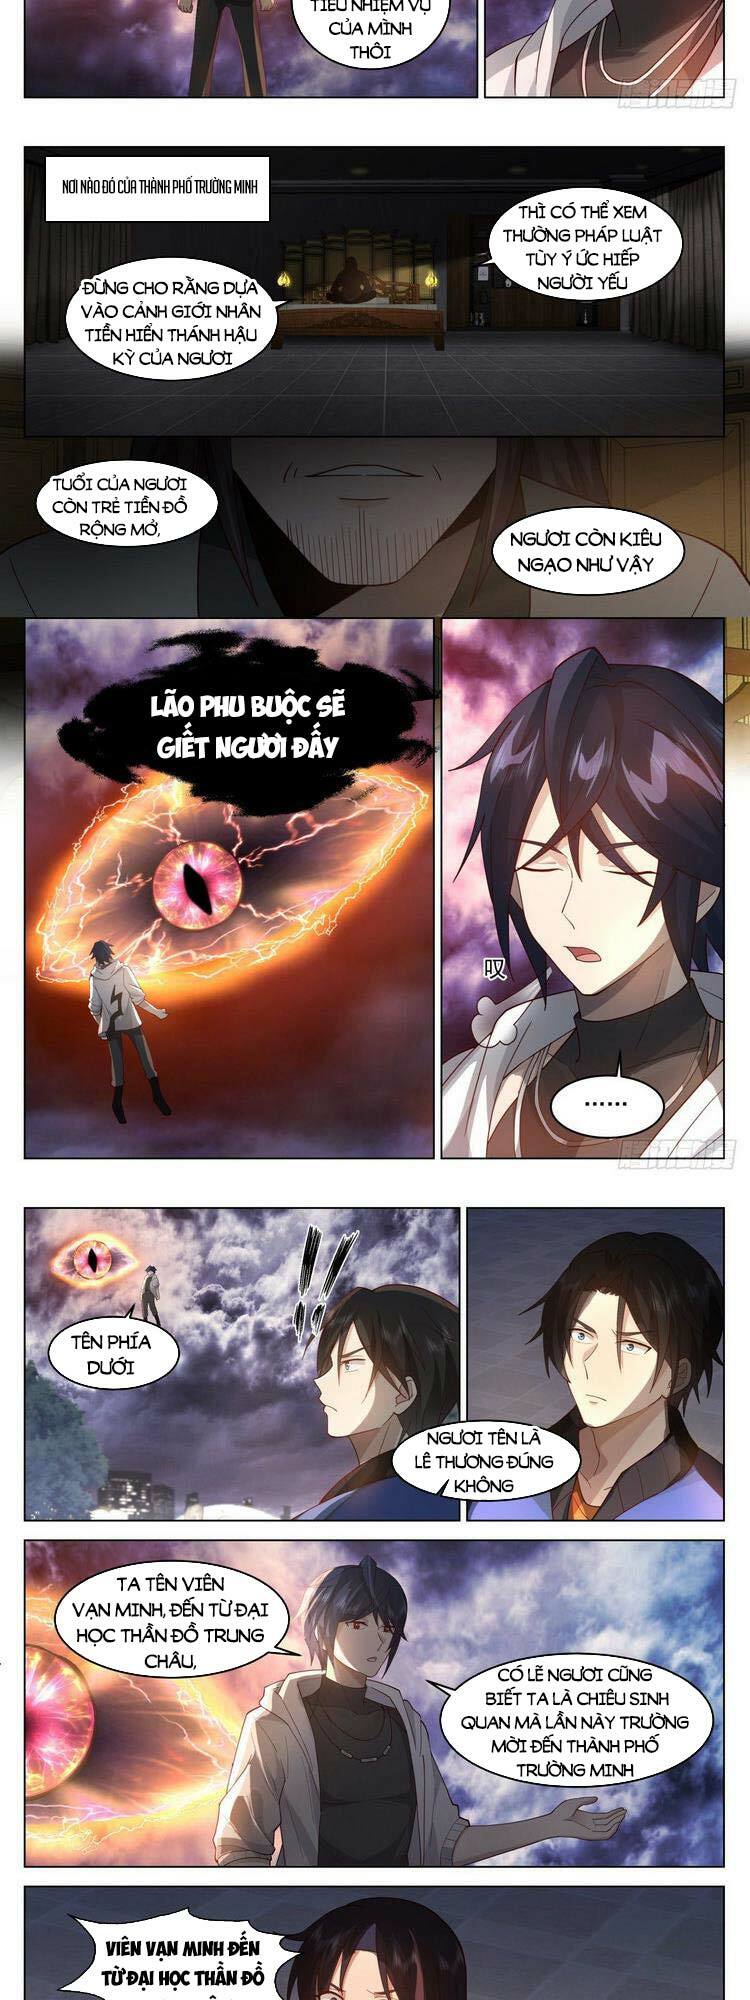 TIÊU NHIỆM VỤ
CỦA MÌNH
THÔI
NƠI NÀO ĐÓ CỦA THÀNH PHỐ TRƯỜNG MINH
ĐỪNG CHO RẰNG DỰA
VÀO CẢNH GIỚI NHÂN
TIỀN HIỂN THÁNH HẬU
KỲ CỦA NGƯƠI
THÌ CÓ THỂ XEM
THƯỜNG PHÁP LUẬT
TÙY Ý ỨC HIẾP
NGƯỜI YẾU
TUỔI CỦA NGƯƠI
CÒN TRẺ TIỀN ĐỒ
RỘNG MỞ,
NGƯƠI CÒN KIÊU
NGẠO NHƯ VẬY
LÃO PHU BUỘC SẼ
GIẾT NGƯƠI ĐẤY
叹
......
TÊN PHÍA
DƯỚI
NGƯƠI TÊN LÀ
LÊ THƯƠNG ĐÚNG
KHÔNG
TA TÊN VIÊN
VẠN MINH, ĐẾN TỪ ĐẠI
HỌC THẦN ĐỒ TRUNG
CHÂU,
CÓ LẼ NGƯƠI CŨNG
BIẾT TA LÀ CHIÊU SINH
QUAN MÀ LẦN NÀY TRƯỜNG
MỜI ĐẾN THÀNH PHỐ
TRƯỜNG MINH
VIÊN VẠN MINH ĐẾN
TỪ ĐẠI HỌC THẦN ĐỒ